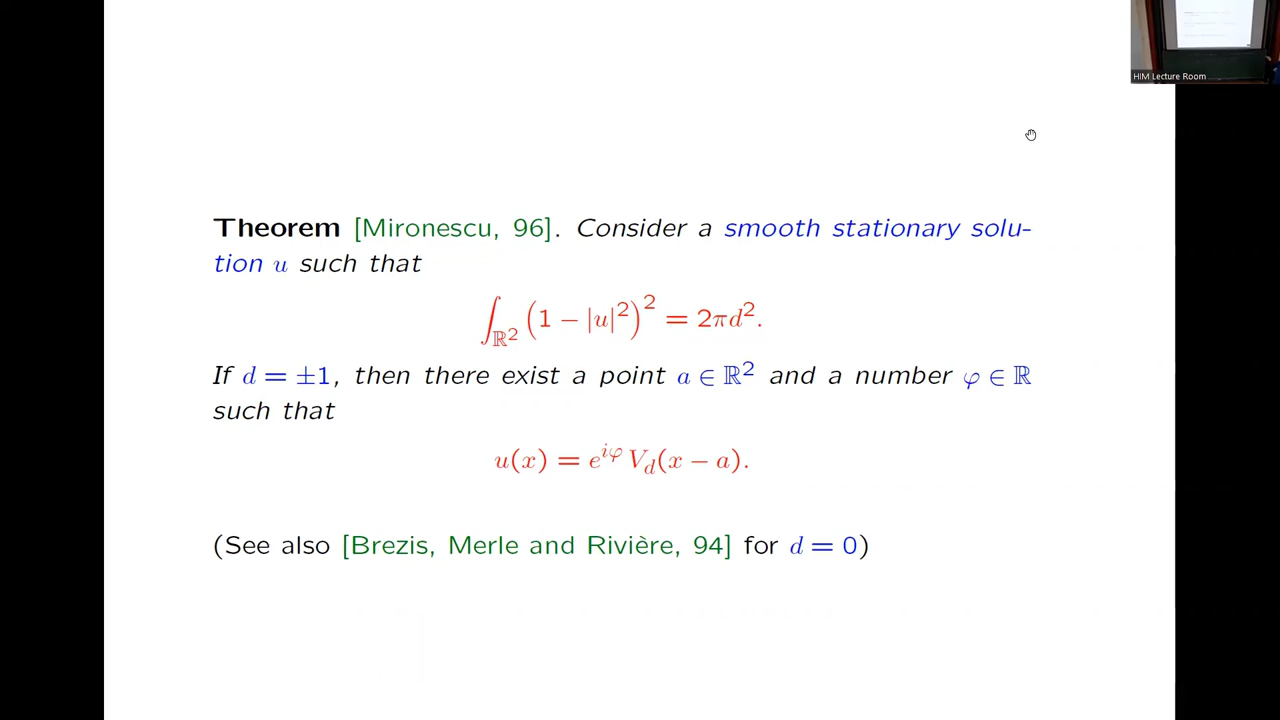 HIM Lecture Room
Theorem [Mironescu, 96]. Consider a smooth stationary solu-
tion u such that
∫_{ℝ²} (1 − |u|²)² = 2πd².
If d = ±1, then there exist a point a ∈ ℝ² and a number φ ∈ ℝ
such that
u(x) = e^{iφ} V_d(x − a).
(See also [Brezis, Merle and Rivière, 94] for d = 0)